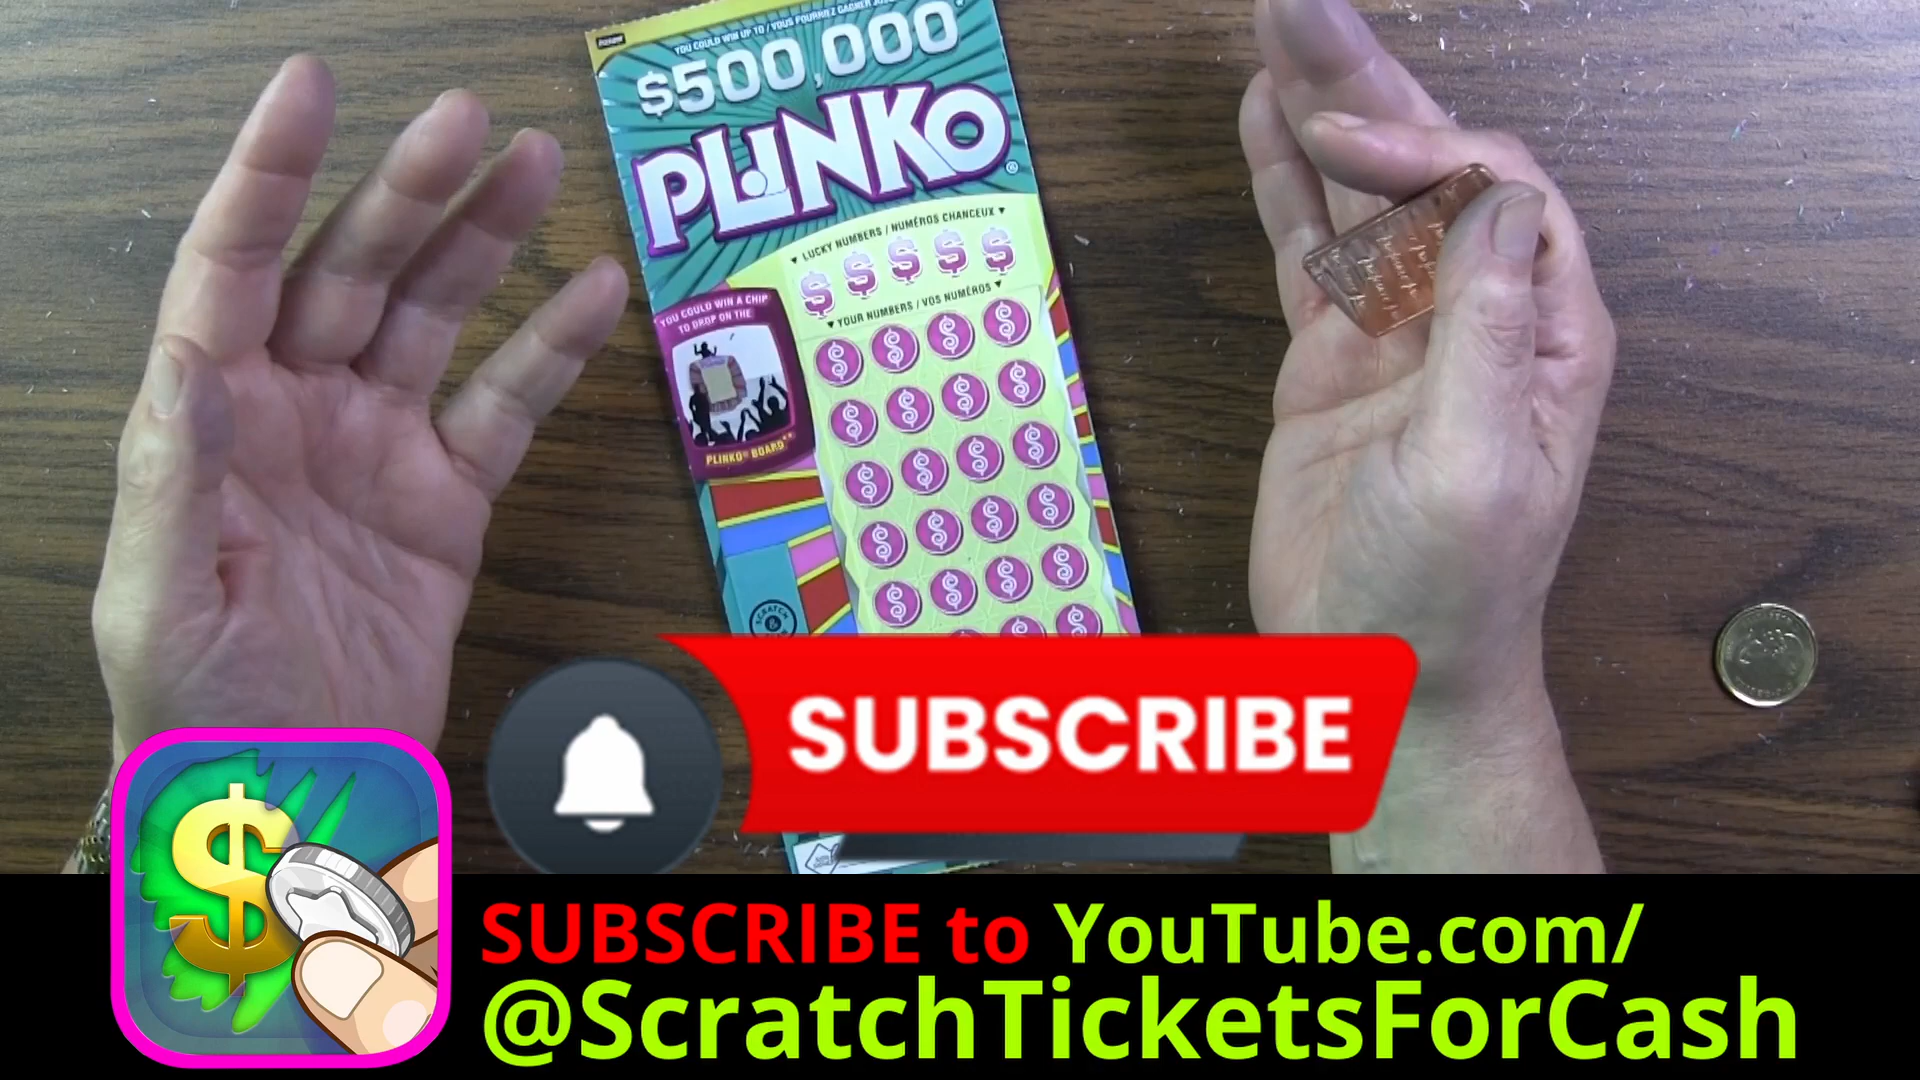 YOU COULD WIN UP TO / VOUS POURRIEZ GAGNER
$500,000*
PLINKO®
▼ LUCKY NUMBERS / NUMÉROS CHANCEUX ▼
$ $ $ $ $
▼ YOUR NUMBERS / VOS NUMÉROS ▼
YOU COULD WIN A CHIP
TO DROP ON THE
PLINKO® BOARD**
$ $ $ $
$ $ $ $
$ $ $ $
$ $ $ $
$ $ $ $
SCRATCH
&
SUBSCRIBE
$
SUBSCRIBE to YouTube.com/
@ScratchTicketsForCash